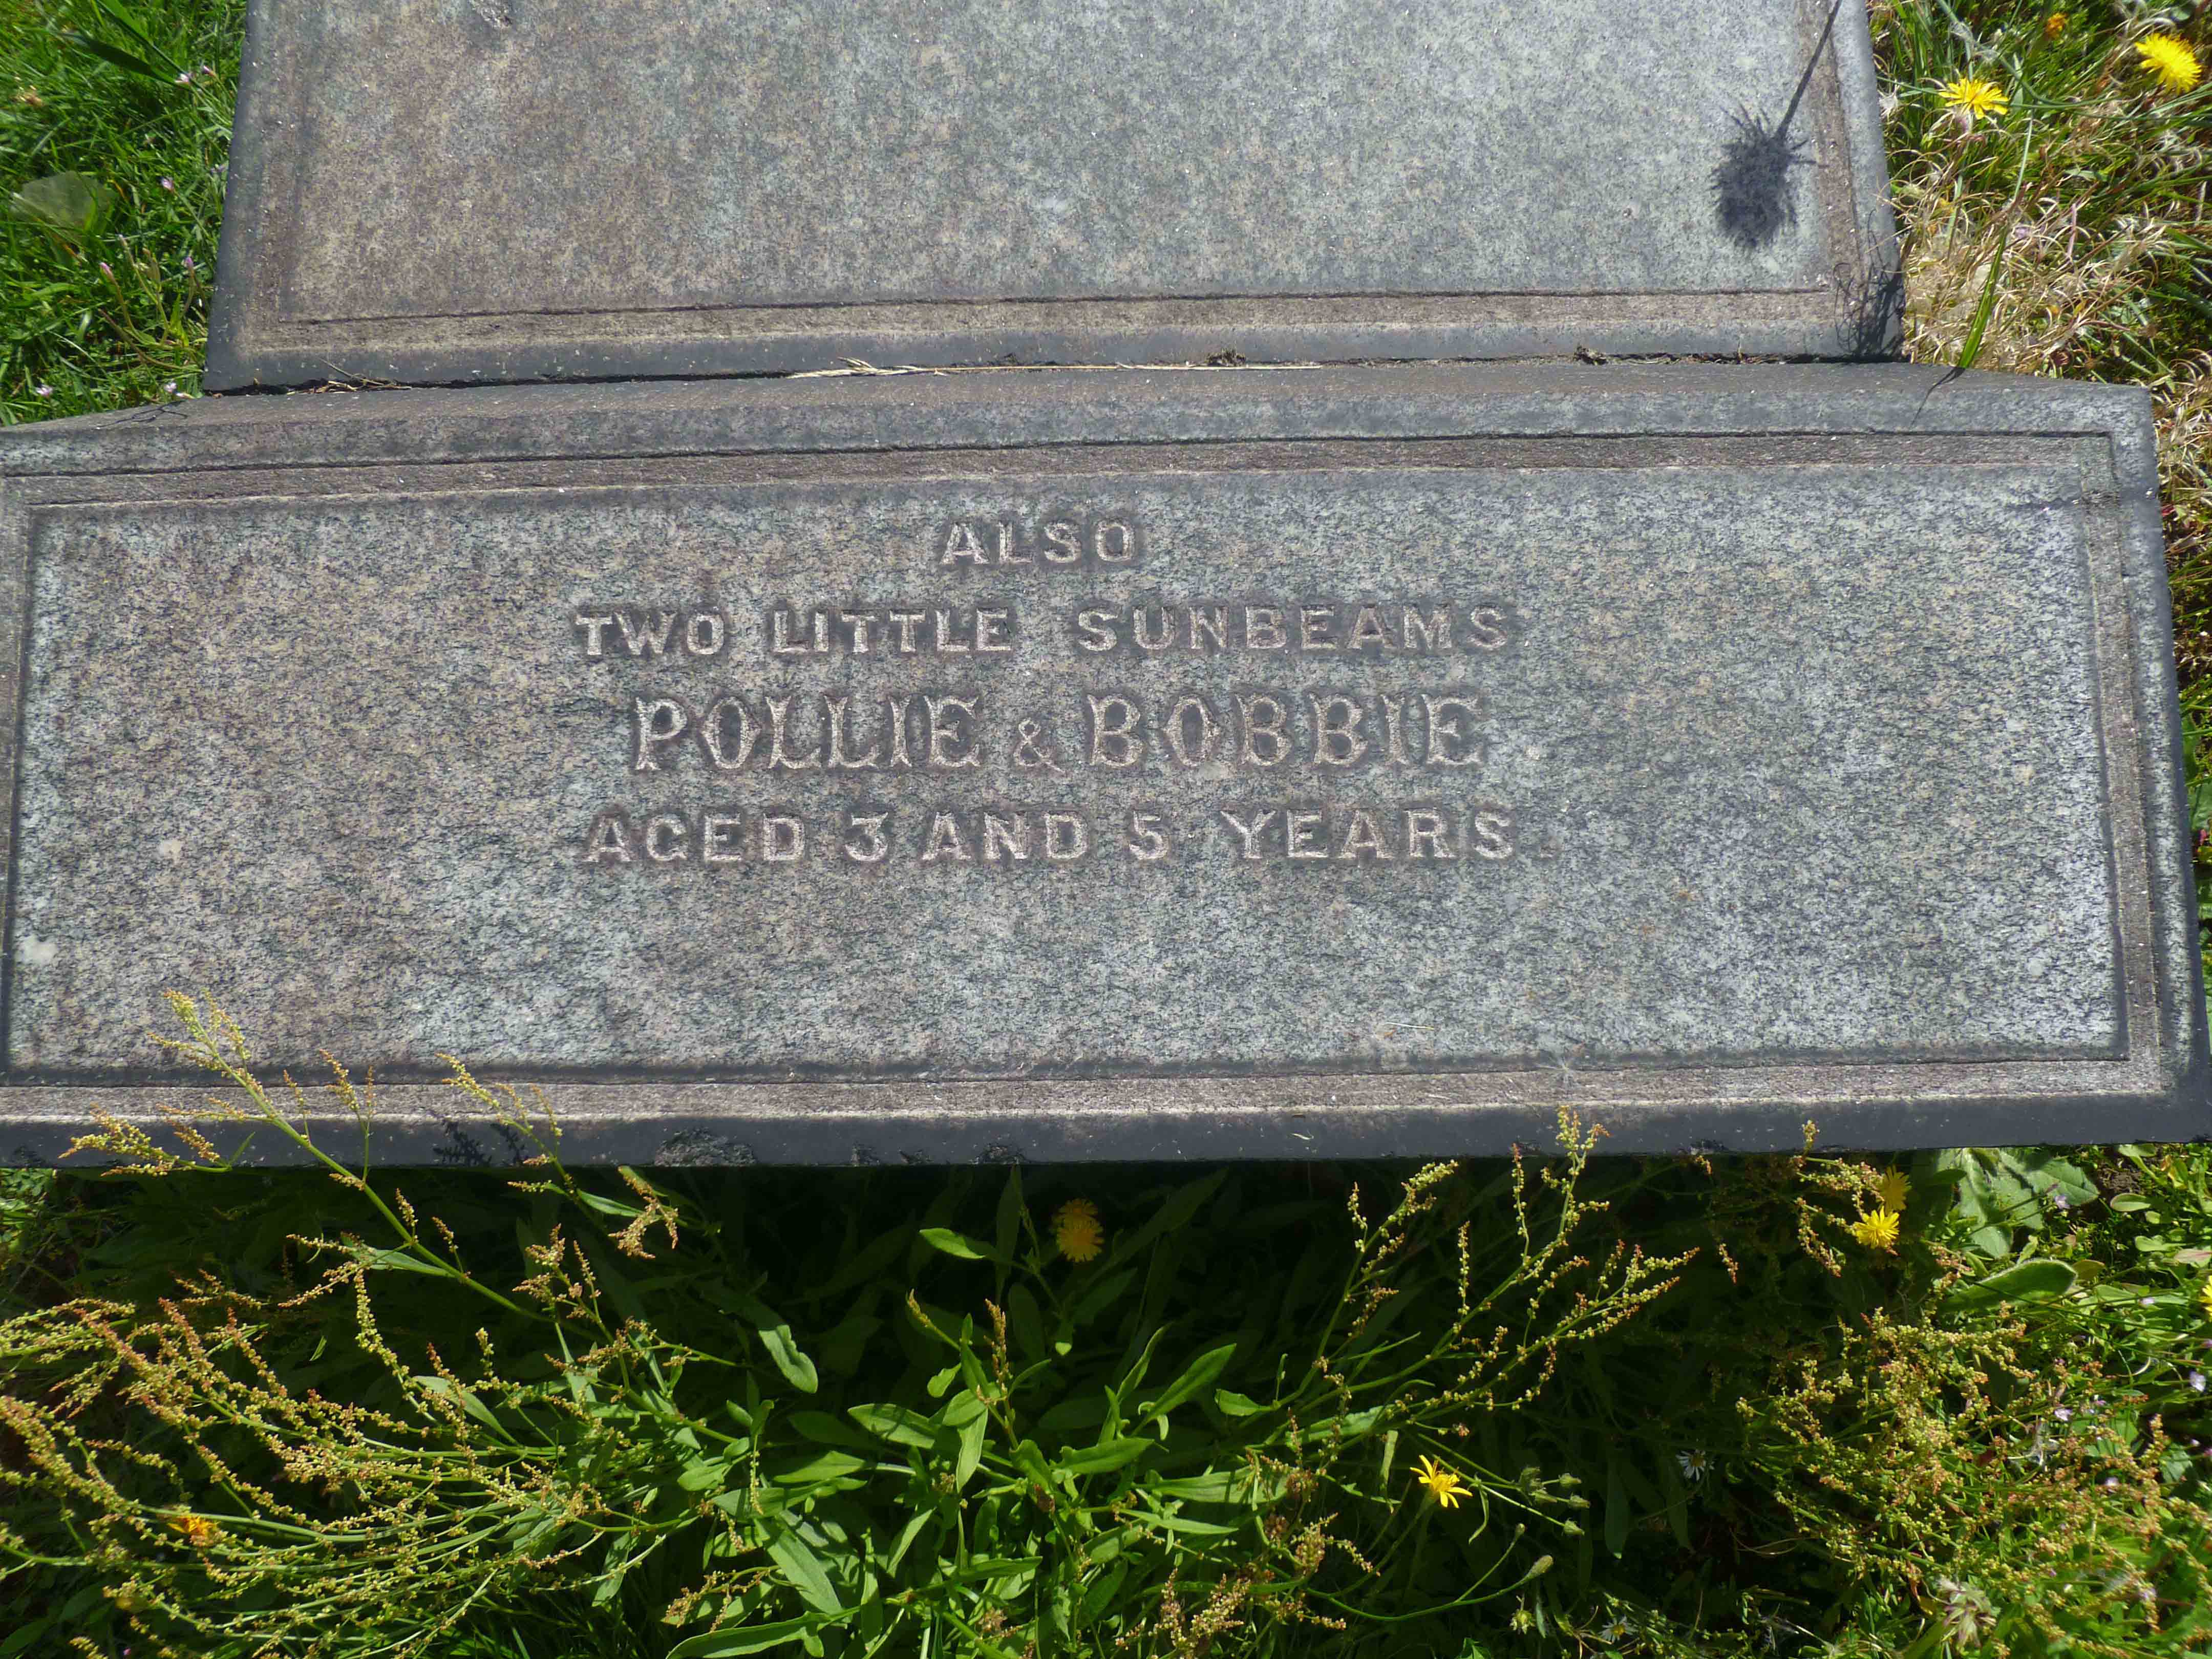 ALSO
TWO LITTLE SUNBEAMS
POLLIE & BOBBIE
AGED 3 AND 5 YEARS.